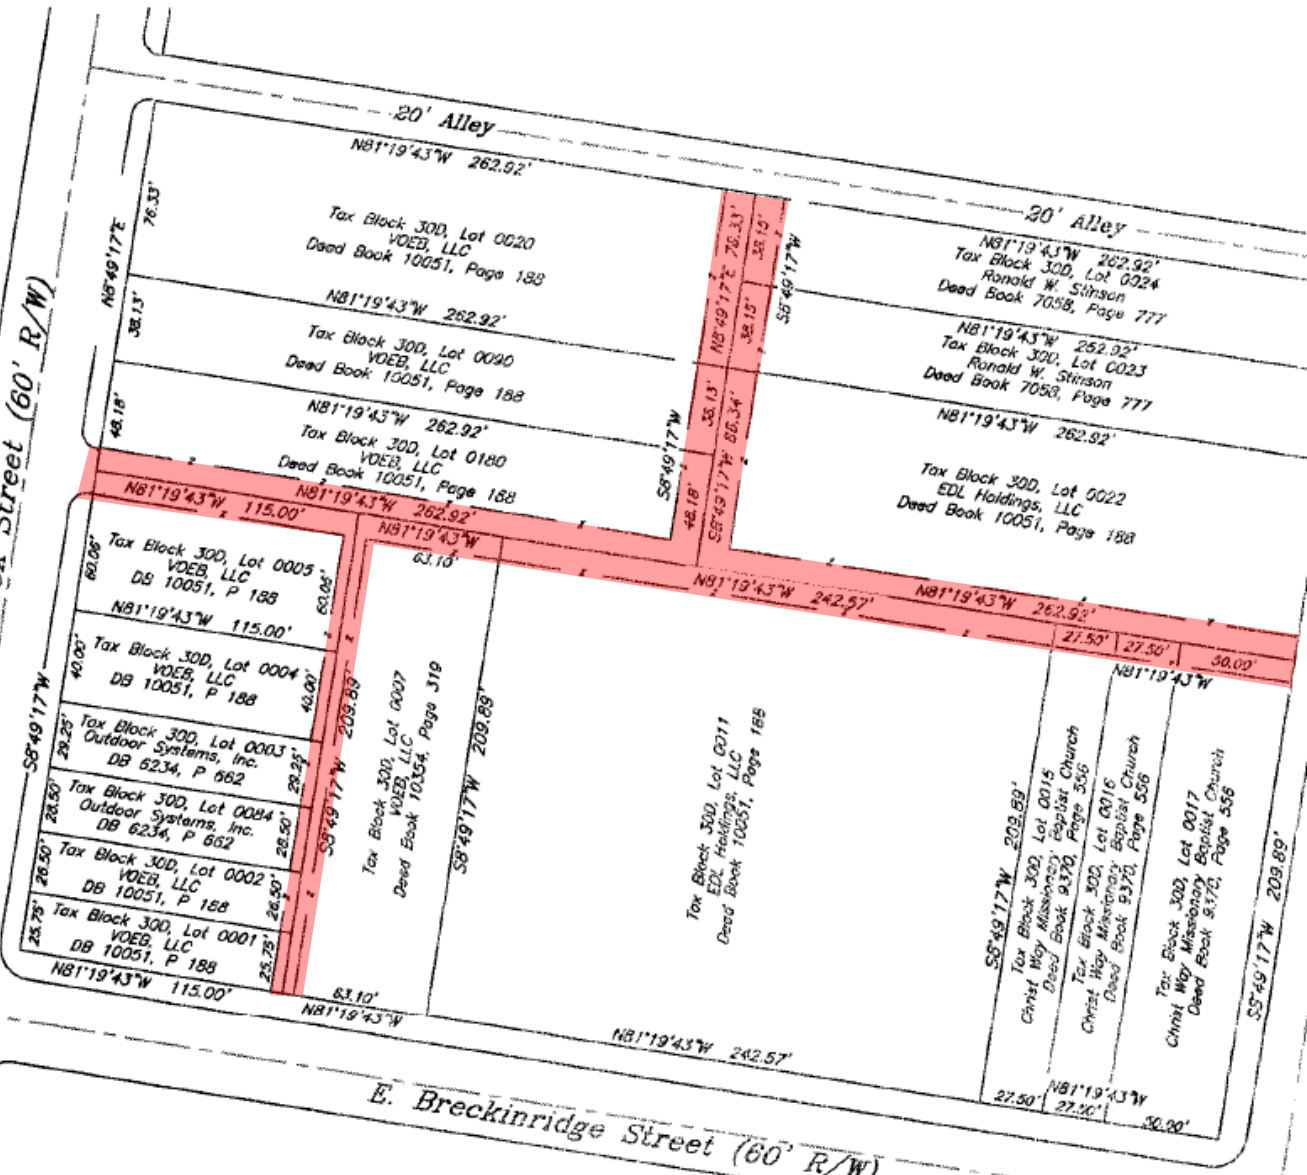 20' Alley
N81°19'43"W 262.92'
76.33'
N8°49'17"E
Tax Block 30D, Lot 0020
VOEB, LLC
Deed Book 10051, Page 188
N81°19'43"W 262.92'
38.13'
Tax Block 30D, Lot 0090
VOEB, LLC
Deed Book 10051, Page 188
N81°19'43"W 262.92'
48.18'
Tax Block 30D, Lot 0180
VOEB, LLC
Deed Book 10051, Page 188
S8°49'17"W
N8°49'17"E 76.33'
38.15'
38.15'
38.13'
48.18'
S8°49'17"W 86.34'
S8°49'17"W
20' Alley
N81°19'43"W 262.92'
Tax Block 30D, Lot 0024
Ronald W. Stinson
Deed Book 7058, Page 777
N81°19'43"W 262.92'
Tax Block 30D, Lot 0023
Ronald W. Stinson
Deed Book 7058, Page 777
N81°19'43"W 262.92'
Tax Block 30D, Lot 0022
EDL Holdings, LLC
Deed Book 10051, Page 188
Street (60' R/W)
N81°19'43"W 115.00'
N81°19'43"W 262.92'
N81°19'43"W
63.10'
N81°19'43"W 242.57'
N81°19'43"W 262.92'
27.50' 27.50' 50.00'
N81°19'43"W
60.06'
Tax Block 30D, Lot 0005
VOEB, LLC
DB 10051, P 188
60.06'
N81°19'43"W 115.00'
40.00'
Tax Block 30D, Lot 0004
VOEB, LLC
DB 10051, P 188
40.00'
S8°49'17"W
29.25'
Tax Block 30D, Lot 0003
Outdoor Systems, Inc.
DB 6234, P 662
29.25'
28.50'
Tax Block 30D, Lot 0084
Outdoor Systems, Inc.
DB 6234, P 662
28.50'
26.50'
Tax Block 30D, Lot 0002
VOEB, LLC
DB 10051, P 188
26.50'
25.75'
Tax Block 30D, Lot 0001
VOEB, LLC
DB 10051, P 188
25.75'
N81°19'43"W 115.00'
S8°49'17"W 209.89'
Tax Block 30D, Lot 0007
VOEB, LLC
Deed Book 10354, Page 319
S8°49'17"W 209.89'
63.10'
N81°19'43"W
Tax Block 30D, Lot 0011
EDL Holdings, LLC
Deed Book 10051, Page 188
N81°19'43"W 242.57'
S8°49'17"W 209.89'
Tax Block 30D, Lot 0015
Christ Way Missionary Baptist Church
Deed Book 9370, Page 556
Tax Block 30D, Lot 0016
Christ Way Missionary Baptist Church
Deed Book 9370, Page 556
Tax Block 30D, Lot 0017
Christ Way Missionary Baptist Church
Deed Book 9370, Page 556
S8°49'17"W 209.89'
N81°19'43"W
27.50' 27.50' 50.00'
E. Breckinridge Street (60' R/W)